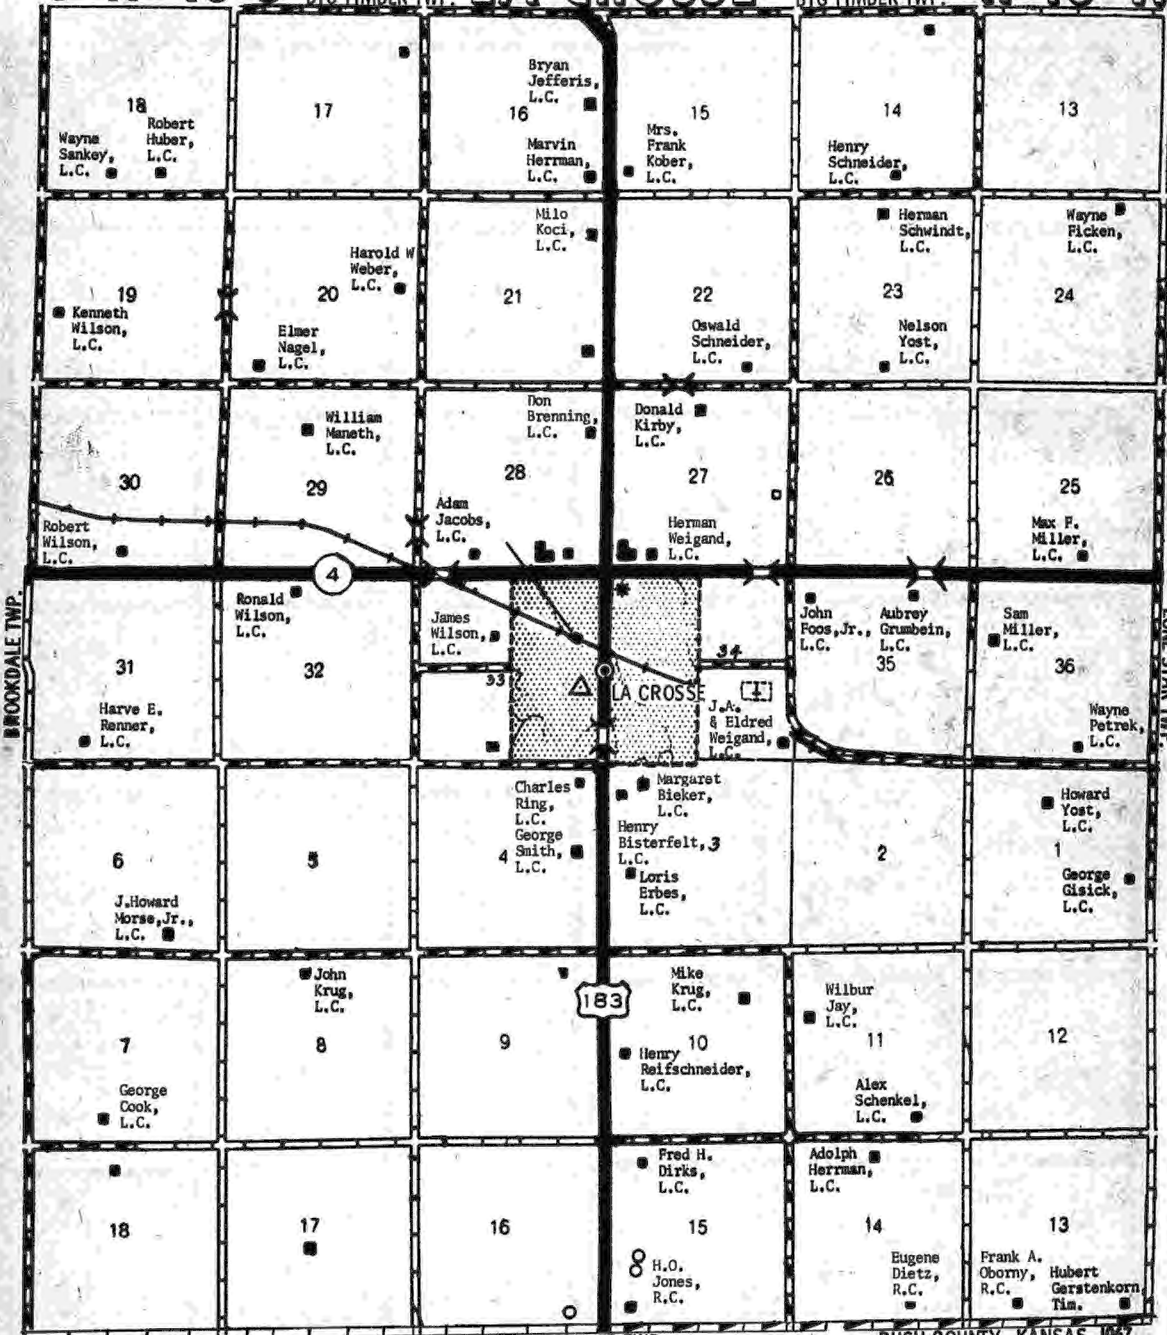 18
17
16
15
14
13
Bryan
Jefferis,
L.C.
Wayne
Sankey,
L.C.
Robert
Huber,
L.C.
Marvin
Herrman,
L.C.
Mrs.
Frank
Kober,
L.C.
Henry
Schneider,
L.C.
19
20
21
22
23
24
Milo
Koci,
L.C.
Herman
Schwindt,
L.C.
Wayne
Ficken,
L.C.
Harold W
Weber,
L.C.
Kenneth
Wilson,
L.C.
Elmer
Nagel,
L.C.
Oswald
Schneider,
L.C.
Nelson
Yost,
L.C.
30
29
28
27
26
25
William
Maneth,
L.C.
Don
Brenning,
L.C.
Donald
Kirby,
L.C.
Robert
Wilson,
L.C.
Adam
Jacobs,
L.C.
Herman
Weigand,
L.C.
Max F.
Miller,
L.C.
4
BROOKDALE TWP.
31
32
33
34
35
36
Ronald
Wilson,
L.C.
James
Wilson,
L.C.
John
Foos,Jr.,
L.C.
Aubrey
Grumbein,
L.C.
Sam
Miller,
L.C.
LA CROSSE
Harve E.
Renner,
L.C.
J.A.
& Eldred
Weigand,
L.C.
Wayne
Petrek,
L.C.
6
5
4
3
2
1
Charles
Ring,
L.C.
George
Smith,
L.C.
Margaret
Bieker,
L.C.
Henry
Bisterfelt,
L.C.
Loris
Erbes,
L.C.
Howard
Yost,
L.C.
George
Gisick,
L.C.
J.Howard
Morse,Jr.,
L.C.
183
7
8
9
10
11
12
John
Krug,
L.C.
Mike
Krug,
L.C.
Wilbur
Jay,
L.C.
Henry
Reifschneider,
L.C.
George
Cook,
L.C.
Alex
Schenkel,
L.C.
18
17
16
15
14
13
Fred H.
Dirks,
L.C.
Adolph
Herrman,
L.C.
H.O.
Jones,
R.C.
Eugene
Dietz,
R.C.
Frank A.
Oborny,
R.C.
Hubert
Gerstenkorn
Tim.